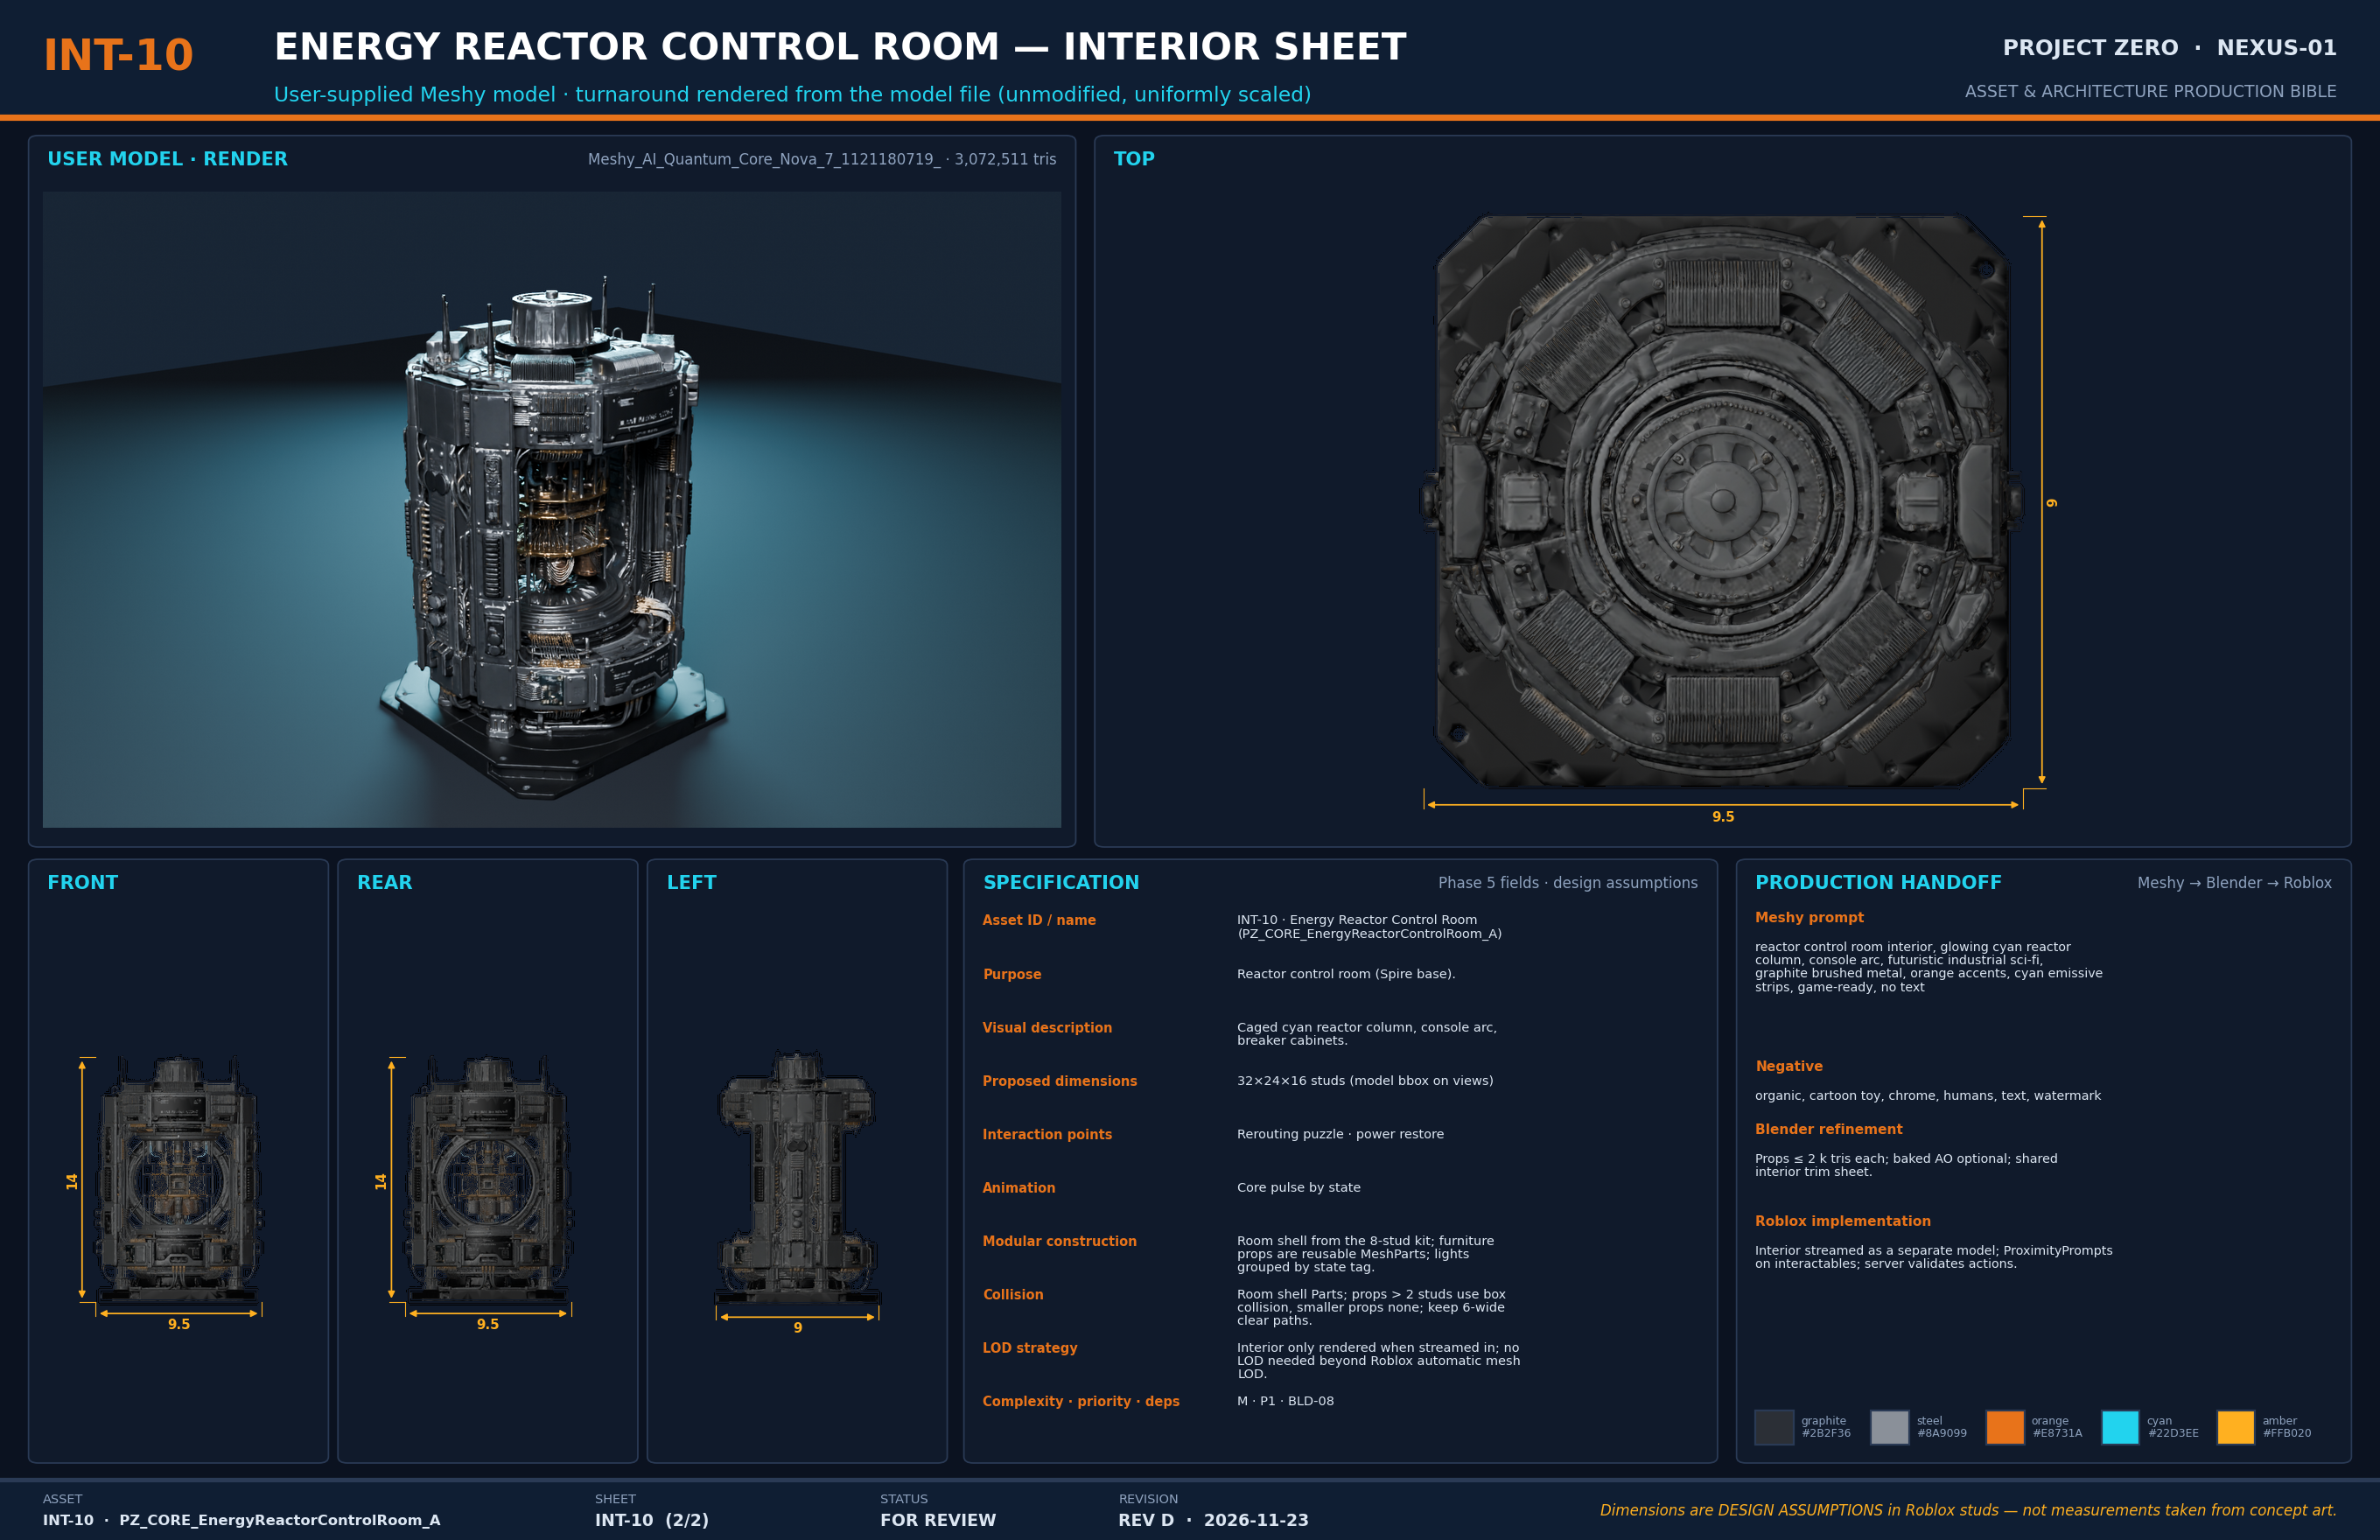 INT-10
ENERGY REACTOR CONTROL ROOM — INTERIOR SHEET
User-supplied Meshy model · turnaround rendered from the model file (unmodified, uniformly scaled)
PROJECT ZERO · NEXUS-01
ASSET & ARCHITECTURE PRODUCTION BIBLE
USER MODEL · RENDER
Meshy_AI_Quantum_Core_Nova_7_1121180719_ · 3,072,511 tris
TOP
9
9.5
FRONT
14
9.5
REAR
14
9.5
LEFT
9
SPECIFICATION
Phase 5 fields · design assumptions
Asset ID / name
INT-10 · Energy Reactor Control Room
(PZ_CORE_EnergyReactorControlRoom_A)
Purpose
Reactor control room (Spire base).
Visual description
Caged cyan reactor column, console arc,
breaker cabinets.
Proposed dimensions
32×24×16 studs (model bbox on views)
Interaction points
Rerouting puzzle · power restore
Animation
Core pulse by state
Modular construction
Room shell from the 8-stud kit; furniture
props are reusable MeshParts; lights
grouped by state tag.
Collision
Room shell Parts; props > 2 studs use box
collision, smaller props none; keep 6-wide
clear paths.
LOD strategy
Interior only rendered when streamed in; no
LOD needed beyond Roblox automatic mesh
LOD.
Complexity · priority · deps
M · P1 · BLD-08
PRODUCTION HANDOFF
Meshy → Blender → Roblox
Meshy prompt
reactor control room interior, glowing cyan reactor
column, console arc, futuristic industrial sci-fi,
graphite brushed metal, orange accents, cyan emissive
strips, game-ready, no text
Negative
organic, cartoon toy, chrome, humans, text, watermark
Blender refinement
Props ≤ 2 k tris each; baked AO optional; shared
interior trim sheet.
Roblox implementation
Interior streamed as a separate model; ProximityPrompts
on interactables; server validates actions.
graphite
#2B2F36
steel
#8A9099
orange
#E8731A
cyan
#22D3EE
amber
#FFB020
ASSET
INT-10 · PZ_CORE_EnergyReactorControlRoom_A
SHEET
INT-10 (2/2)
STATUS
FOR REVIEW
REVISION
REV D · 2026-11-23
Dimensions are DESIGN ASSUMPTIONS in Roblox studs — not measurements taken from concept art.